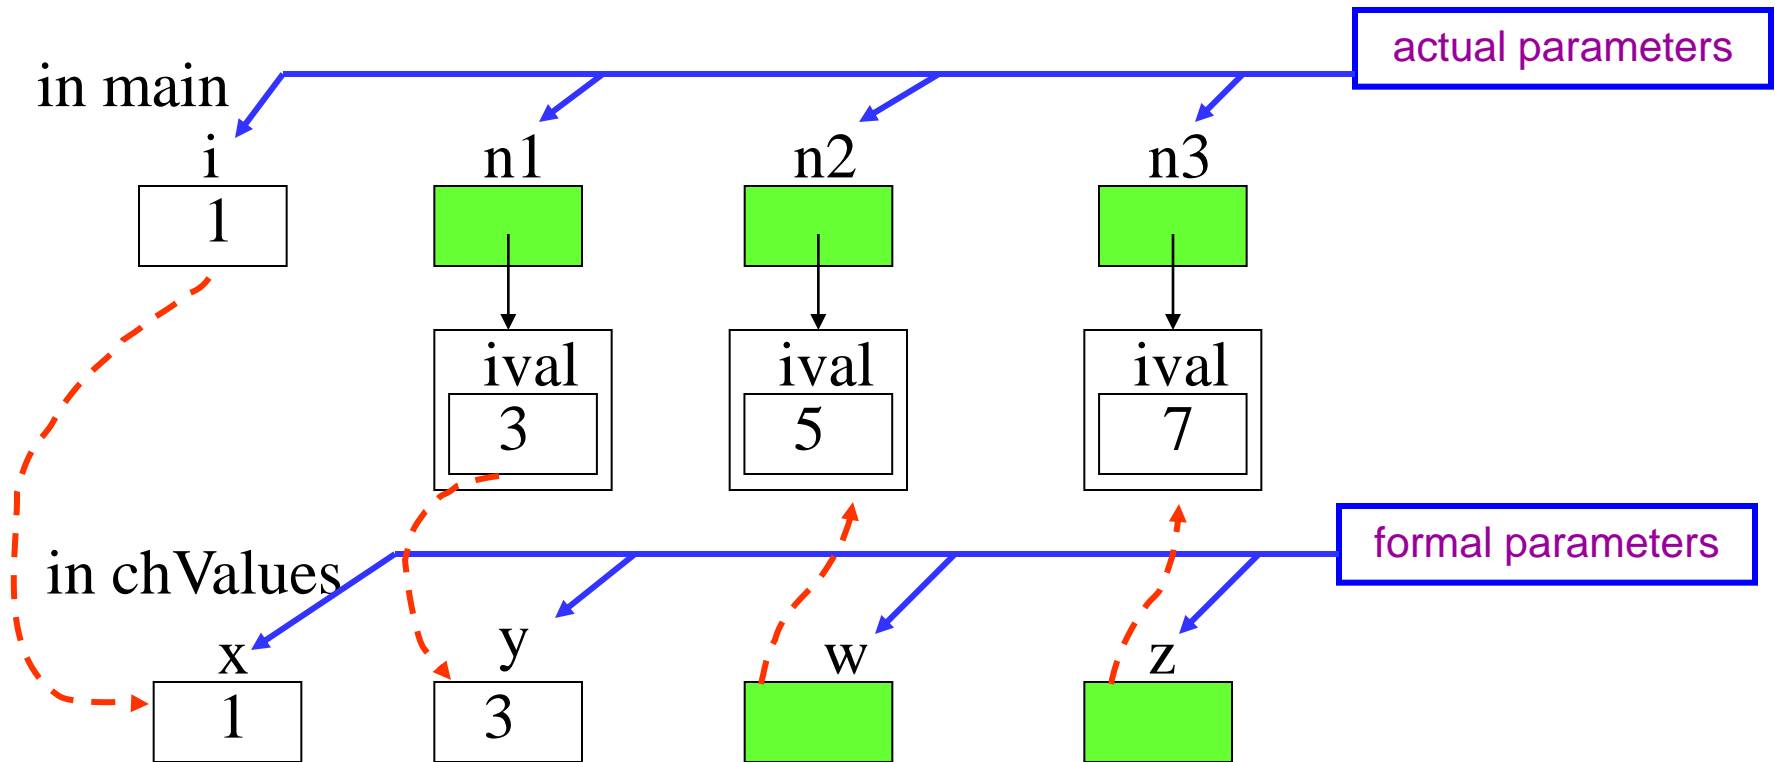 actual parameters
in main
i n1 n2 n3
1
ival ival ival
3 5 7
formal parameters
in chValues
x y w z
1 3